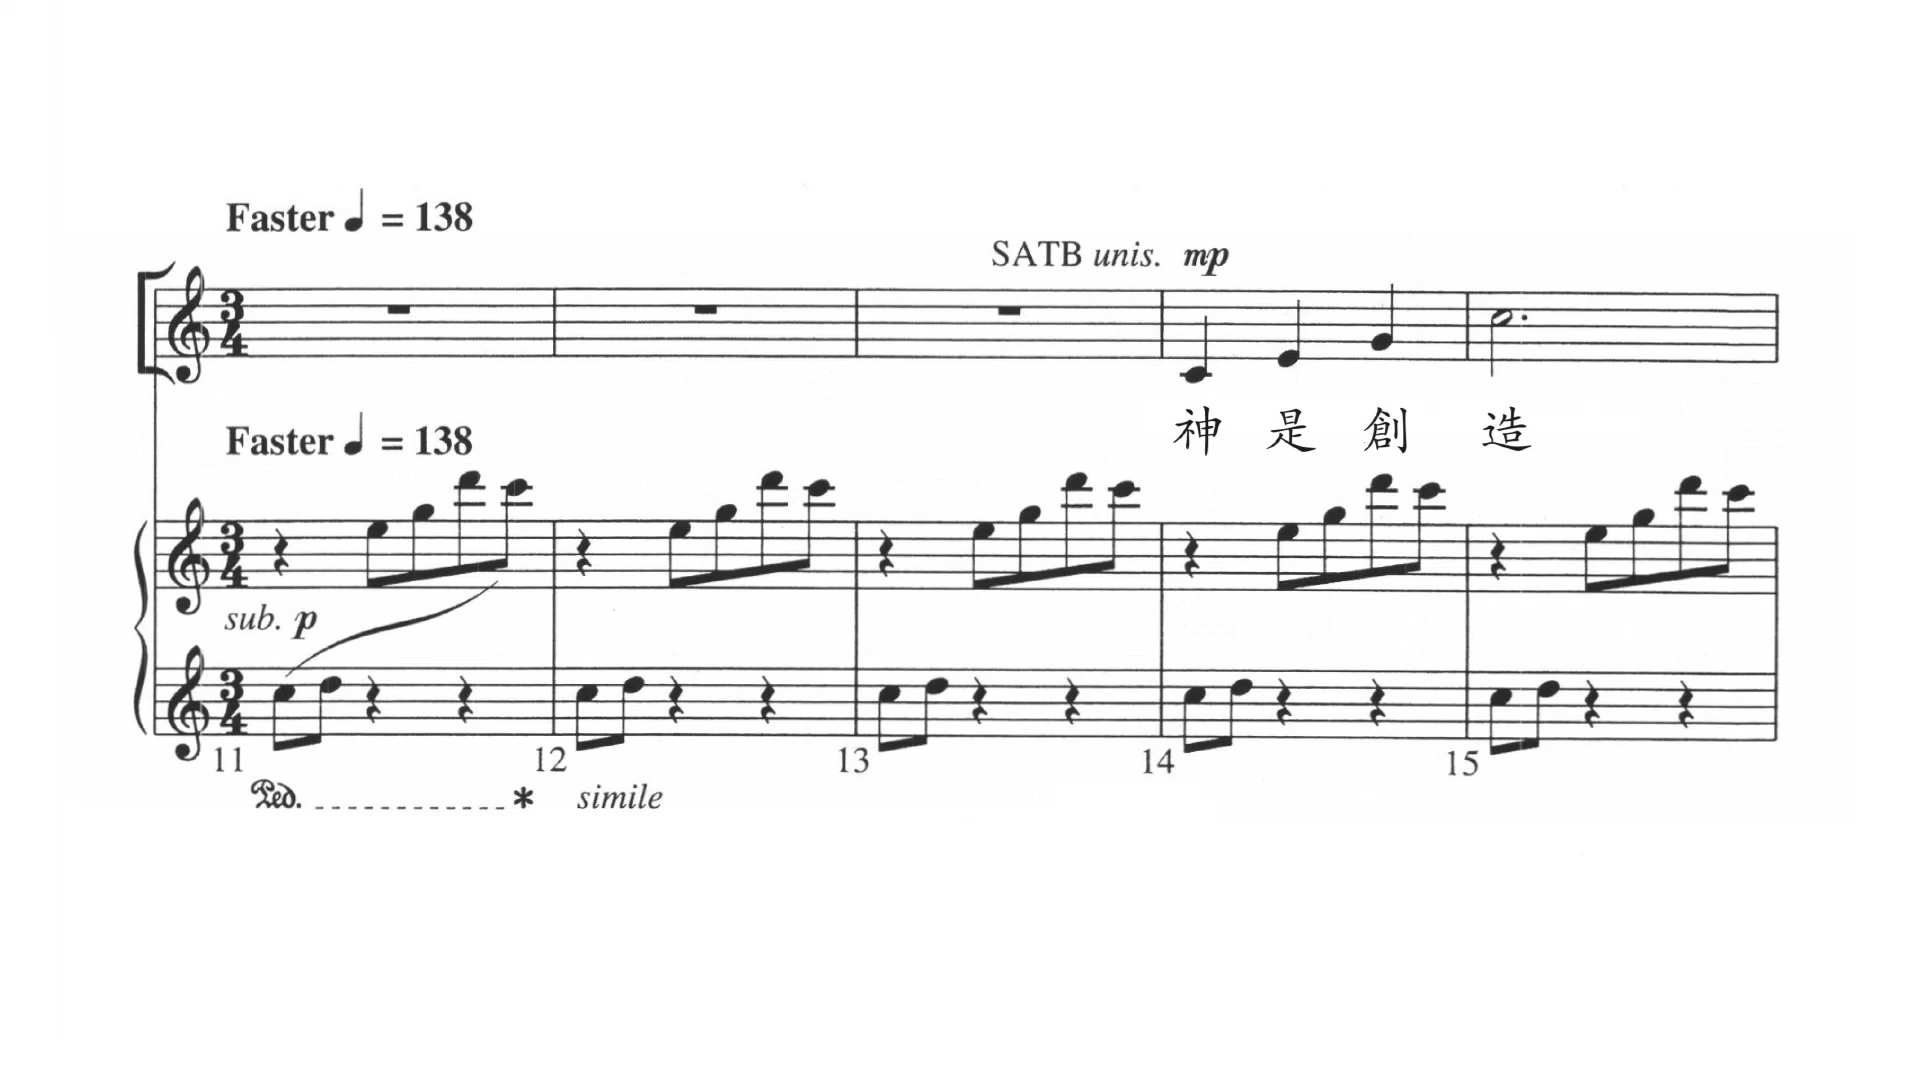 Faster ♩ = 138
SATB unis. mp
神 是 創 造
Faster ♩ = 138
sub. p
11 12 13 14 15
Ped. * simile